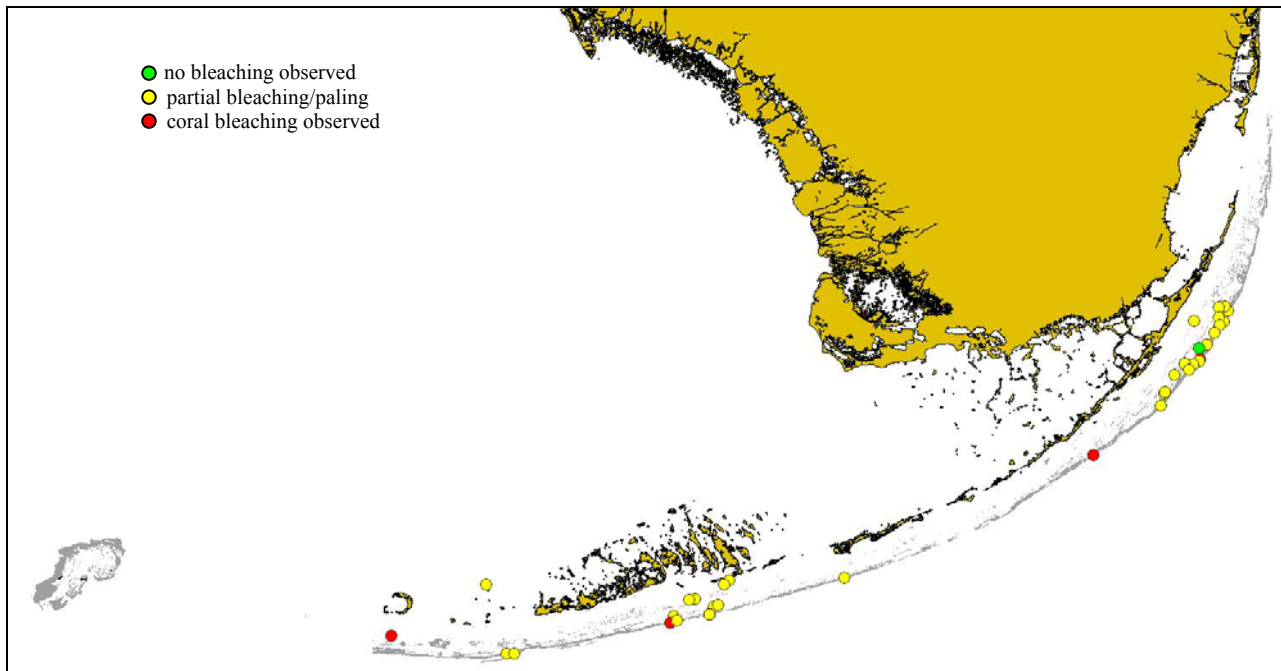 no bleaching observed
partial bleaching/paling
coral bleaching observed